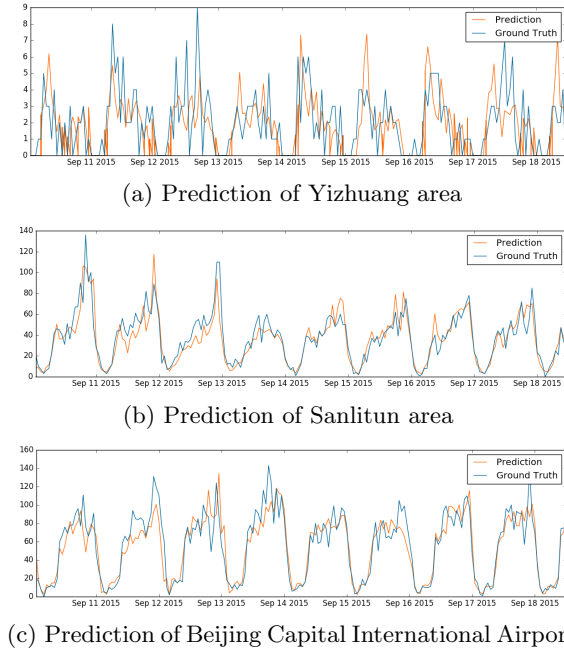 9
8
7
6
5
4
3
2
1
0
Prediction
Ground Truth
Sep 11 2015 Sep 12 2015 Sep 13 2015 Sep 14 2015 Sep 15 2015 Sep 16 2015 Sep 17 2015 Sep 18 2015
(a) Prediction of Yizhuang area
140
120
100
80
60
40
20
0
Prediction
Ground Truth
Sep 11 2015 Sep 12 2015 Sep 13 2015 Sep 14 2015 Sep 15 2015 Sep 16 2015 Sep 17 2015 Sep 18 2015
(b) Prediction of Sanlitun area
160
140
120
100
80
60
40
20
0
Prediction
Ground Truth
Sep 11 2015 Sep 12 2015 Sep 13 2015 Sep 14 2015 Sep 15 2015 Sep 16 2015 Sep 17 2015 Sep 18 2015
(c) Prediction of Beijing Capital International Airpor